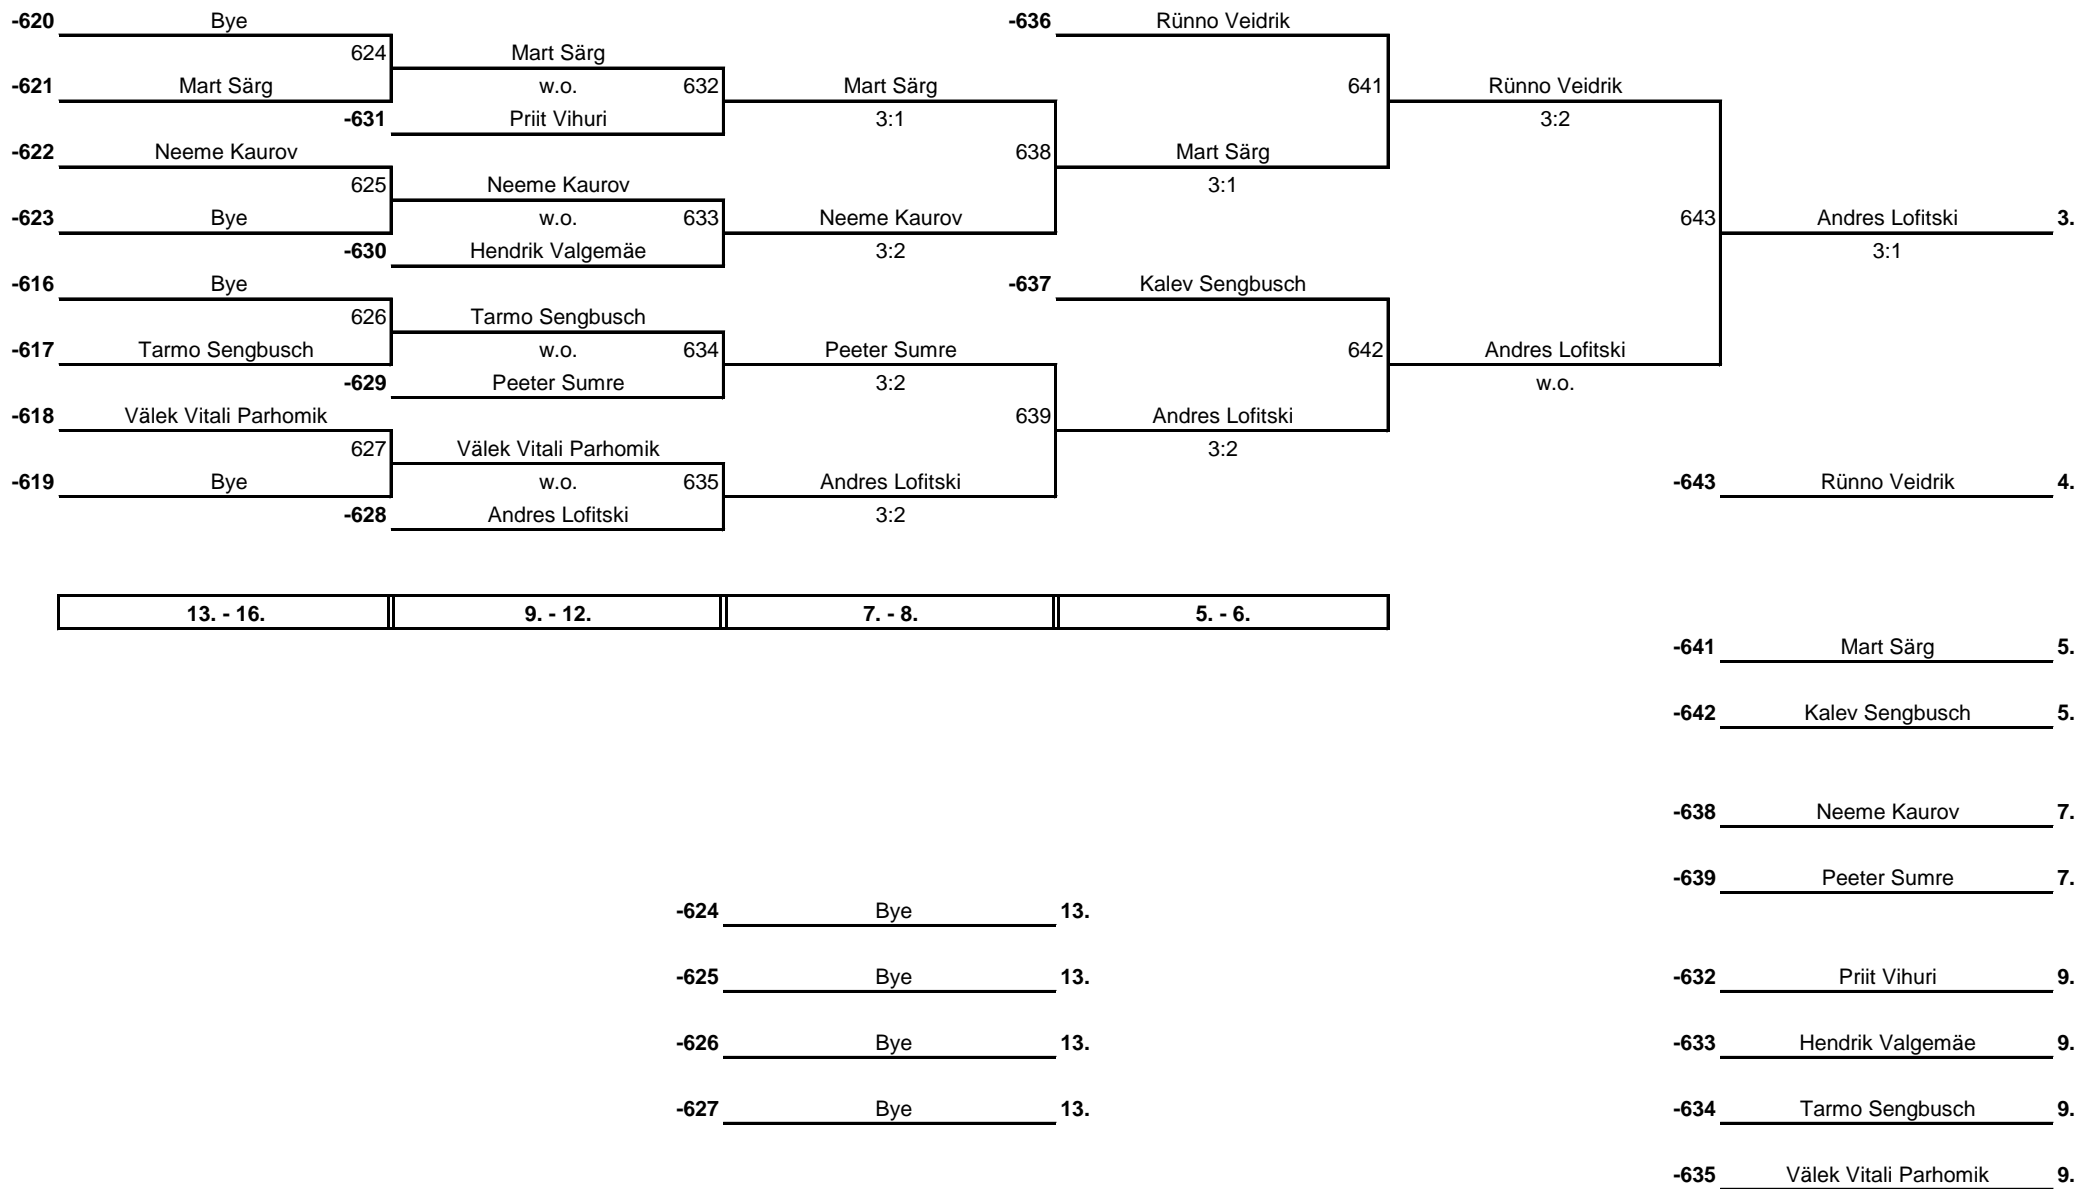 -620 Bye -636 Rünno Veidrik
624 Mart Särg
-621 Mart Särg w.o. 632 Mart Särg 641 Rünno Veidrik
-631 Priit Vihuri 3:1 3:2
-622 Neeme Kaurov 638 Mart Särg
625 Neeme Kaurov 3:1
-623 Bye w.o. 633 Neeme Kaurov 643 Andres Lofitski 3.
-630 Hendrik Valgemäe 3:2 3:1
-616 Bye -637 Kalev Sengbusch
626 Tarmo Sengbusch
-617 Tarmo Sengbusch w.o. 634 Peeter Sumre 642 Andres Lofitski
-629 Peeter Sumre 3:2 w.o.
-618 Välek Vitali Parhomik 639 Andres Lofitski
627 Välek Vitali Parhomik 3:2
-619 Bye w.o. 635 Andres Lofitski -643 Rünno Veidrik 4.
-628 Andres Lofitski 3:2
13. - 16. 9. - 12. 7. - 8. 5. - 6.
-641 Mart Särg 5.
-642 Kalev Sengbusch 5.
-638 Neeme Kaurov 7.
-639 Peeter Sumre 7.
-624 Bye 13.
-625 Bye 13. -632 Priit Vihuri 9.
-626 Bye 13. -633 Hendrik Valgemäe 9.
-627 Bye 13. -634 Tarmo Sengbusch 9.
-635 Välek Vitali Parhomik 9.